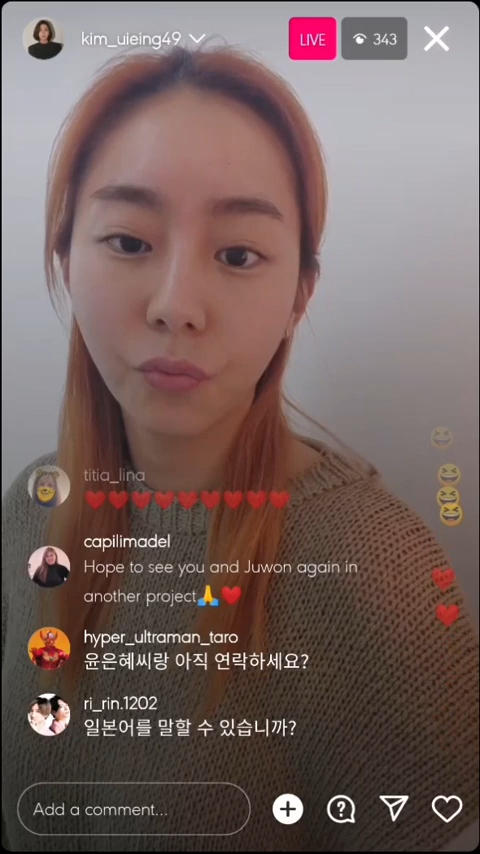 kim_uieing49
LIVE
343
titia_lina
❤️❤️❤️❤️❤️❤️❤️❤️❤️
capilimadel
Hope to see you and Juwon again in
another project🙏❤️
hyper_ultraman_taro
윤은혜씨랑 아직 연락하세요?
ri_rin.1202
일본어를 말할 수 있습니까?
Add a comment...